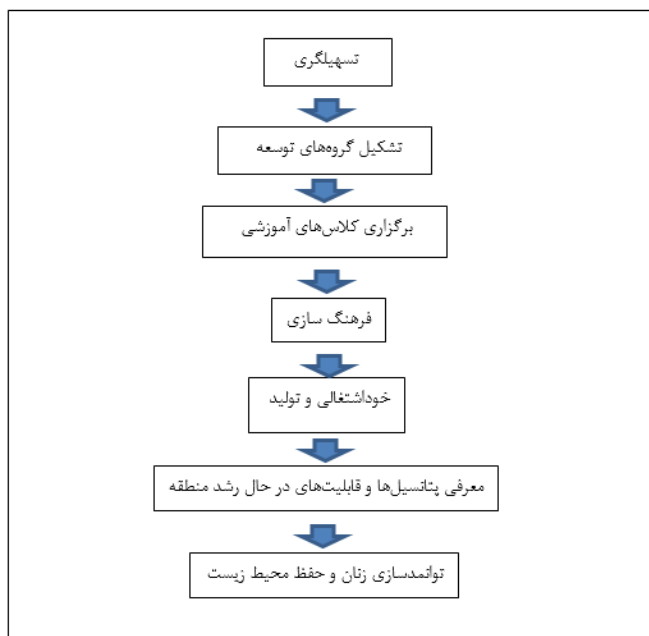 تسهیلگری
تشکیل گروه‌های توسعه
برگزاری کلاس‌های آموزشی
فرهنگ سازی
خوداشتغالی و تولید
معرفی پتانسیل‌ها و قابلیت‌های در حال رشد منطقه
توانمدسازی زنان و حفظ محیط زیست